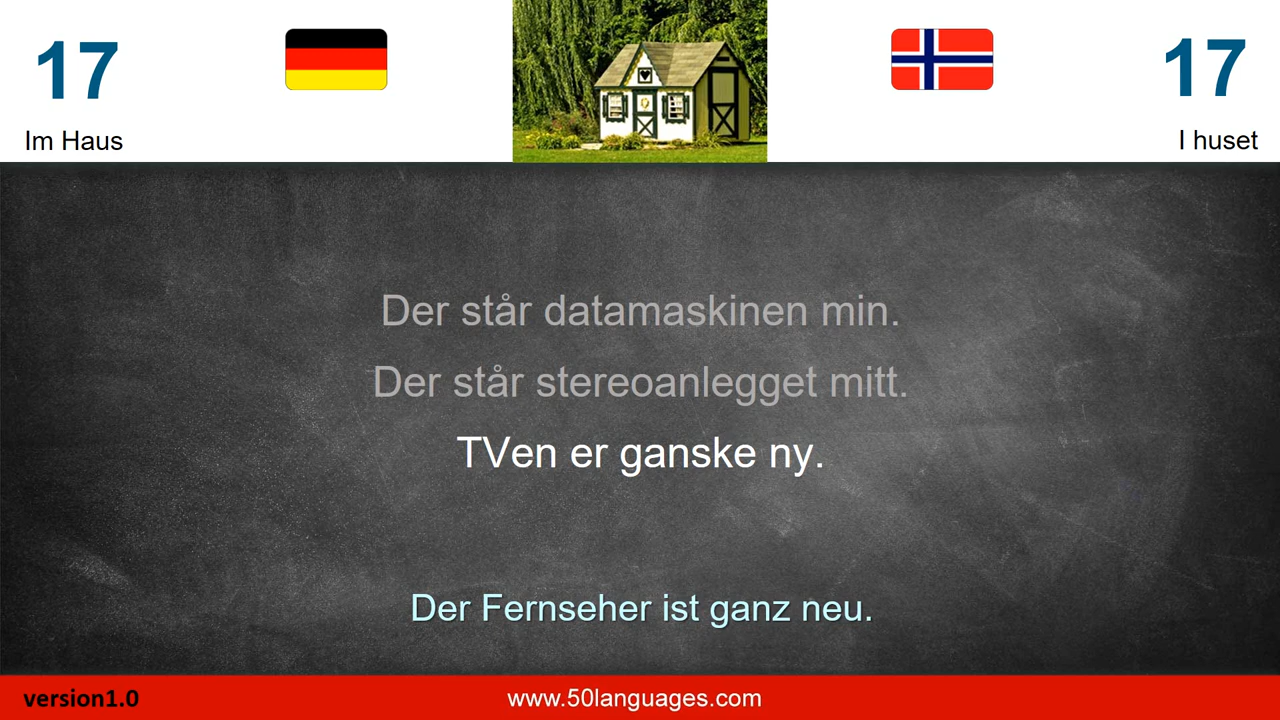 17
17
Im Haus
I huset
Der står datamaskinen min.
Der står stereoanlegget mitt.
TVen er ganske ny.
Der Fernseher ist ganz neu.
version1.0
www.50languages.com